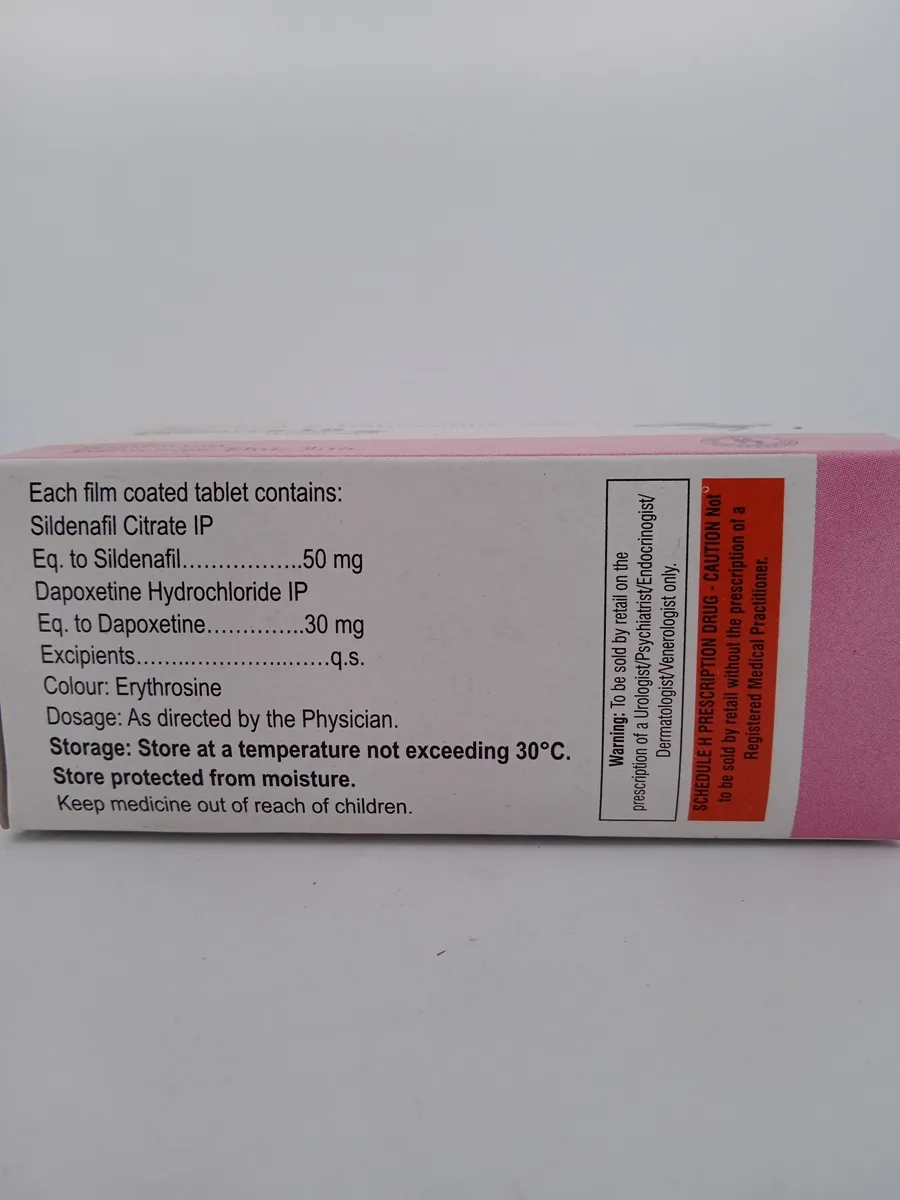 Each film coated tablet contains:
Sildenafil Citrate IP
Eq. to Sildenafil.................50 mg
Dapoxetine Hydrochloride IP
Eq. to Dapoxetine..............30 mg
Excipients............................q.s.
Colour: Erythrosine
Dosage: As directed by the Physician.
Storage: Store at a temperature not exceeding 30°C.
Store protected from moisture.
Keep medicine out of reach of children.
Warning: To be sold by retail on the
prescription of a Urologist/Psychiatrist/Endocrinogist/
Dermatologist/Venerologist only.
SCHEDULE H PRESCRIPTION DRUG - CAUTION Not
to be sold by retail without the prescription of a
Registered Medical Practitioner.